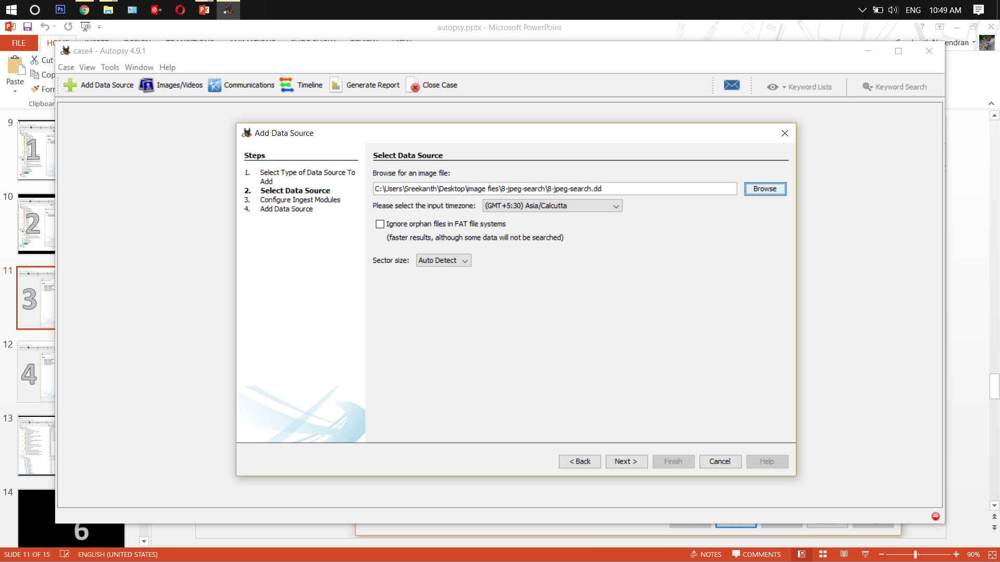 ENG 10:49 AM
autopsy.pptx - Microsoft PowerPoint
FILE
case4 - Autopsy 4.9.1
Case View Tools Window Help
Cut
Paste
Clipboar
Add Data Source Images/Videos Communications Timeline Generate Report Close Case Keyword Lists Keyword Search
9
1
10
2
11
3
12
4
13
14
6
Add Data Source
Steps
1. Select Type of Data Source To
Add
2. Select Data Source
3. Configure Ingest Modules
4. Add Data Source
Select Data Source
Browse for an image file:
C:\Users\Sreekanth\Desktop\image fies\8-jpeg-search\8-jpeg-search.dd Browse
Please select the input timezone: (GMT+5:30) Asia/Calcutta
Ignore orphan files in FAT file systems
(faster results, although some data will not be searched)
Sector size: Auto Detect
< Back Next > Finish Cancel Help
SLIDE 11 OF 15 ENGLISH (UNITED STATES) NOTES COMMENTS 90%